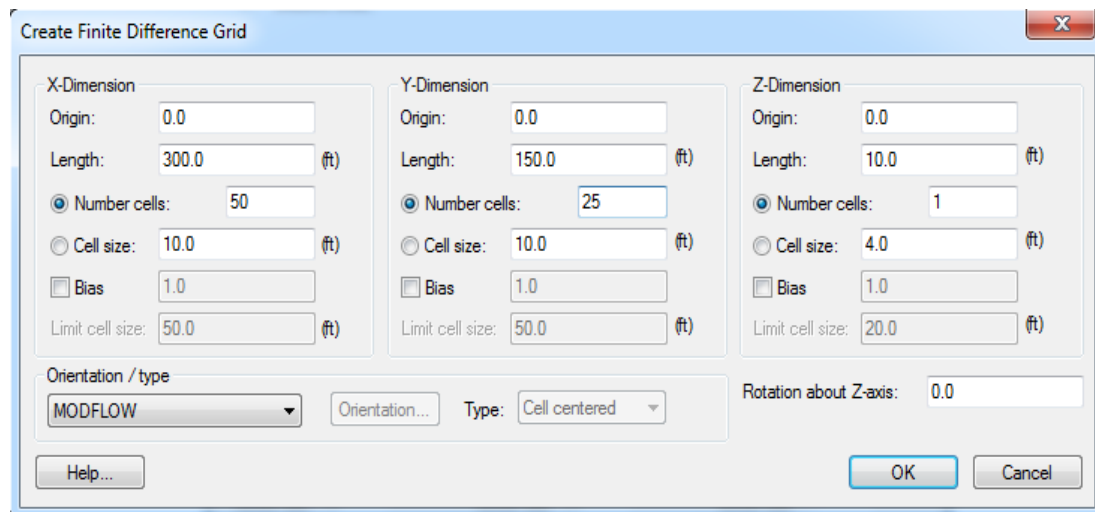 Create Finite Difference Grid
X-Dimension
Origin: 0.0
Length: 300.0 (ft)
Number cells: 50
Cell size: 10.0 (ft)
Bias 1.0
Limit cell size: 50.0 (ft)
Y-Dimension
Origin: 0.0
Length: 150.0 (ft)
Number cells: 25
Cell size: 10.0 (ft)
Bias 1.0
Limit cell size: 50.0 (ft)
Z-Dimension
Origin: 0.0
Length: 10.0 (ft)
Number cells: 1
Cell size: 4.0 (ft)
Bias 1.0
Limit cell size: 20.0 (ft)
Orientation / type
MODFLOW Orientation... Type: Cell centered
Rotation about Z-axis: 0.0
Help... OK Cancel